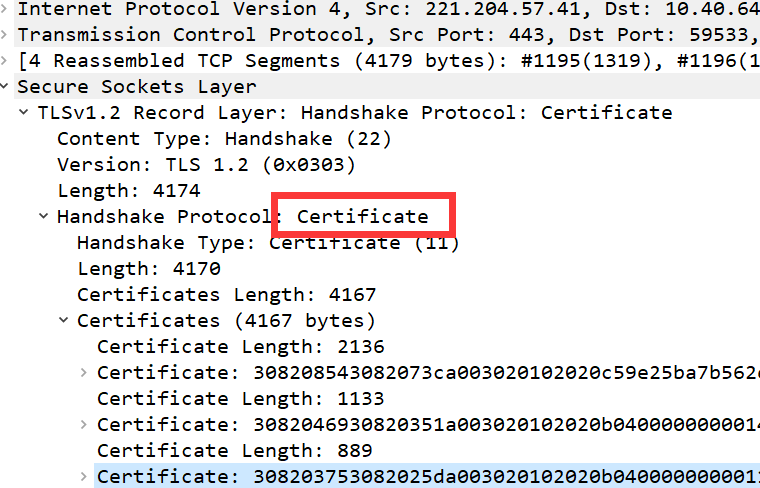 Internet Protocol Version 4, Src: 221.204.57.41, Dst: 10.40.64
Transmission Control Protocol, Src Port: 443, Dst Port: 59533,
[4 Reassembled TCP Segments (4179 bytes): #1195(1319), #1196(1
Secure Sockets Layer
TLSv1.2 Record Layer: Handshake Protocol: Certificate
Content Type: Handshake (22)
Version: TLS 1.2 (0x0303)
Length: 4174
Handshake Protocol: Certificate
Handshake Type: Certificate (11)
Length: 4170
Certificates Length: 4167
Certificates (4167 bytes)
Certificate Length: 2136
Certificate: 308208543082073ca003020102020c59e25ba7b562
Certificate Length: 1133
Certificate: 3082046930820351a003020102020b040000000001
Certificate Length: 889
Certificate: 308203753082025da003020102020b040000000001